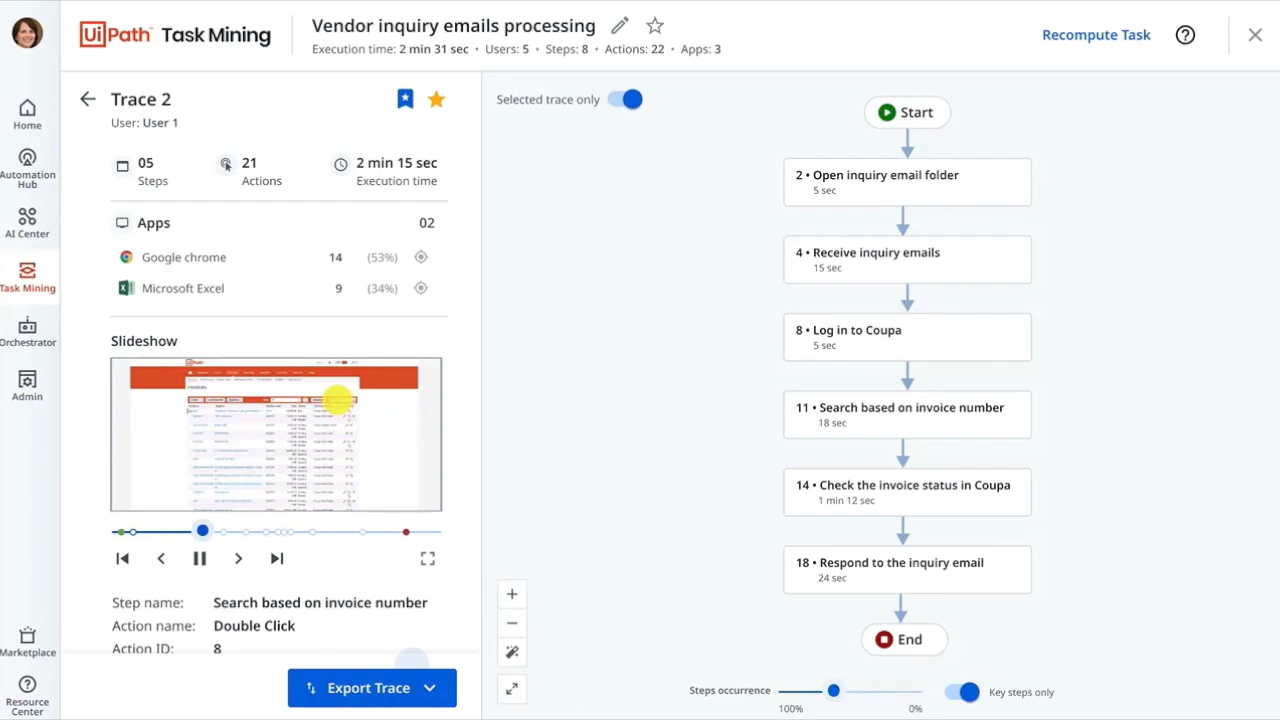 UiPath™ Task Mining
Vendor inquiry emails processing
Execution time: 2 min 31 sec • Users: 5 • Steps: 8 • Actions: 22 • Apps: 3
Recompute Task
Home
Automation
Hub
AI Center
Task Mining
Orchestrator
Admin
Marketplace
Resource
Center
Trace 2
User: User 1
05
Steps
21
Actions
2 min 15 sec
Execution time
Apps 02
Google chrome 14 (53%)
Microsoft Excel 9 (34%)
Slideshow
Step name: Search based on invoice number
Action name: Double Click
Action ID: 8
Export Trace
Selected trace only
Start
2 • Open inquiry email folder
5 sec
4 • Receive inquiry emails
15 sec
8 • Log in to Coupa
5 sec
11 • Search based on invoice number
18 sec
14 • Check the invoice status in Coupa
1 min 12 sec
18 • Respond to the inquiry email
24 sec
End
Steps occurrence
100% 0%
Key steps only